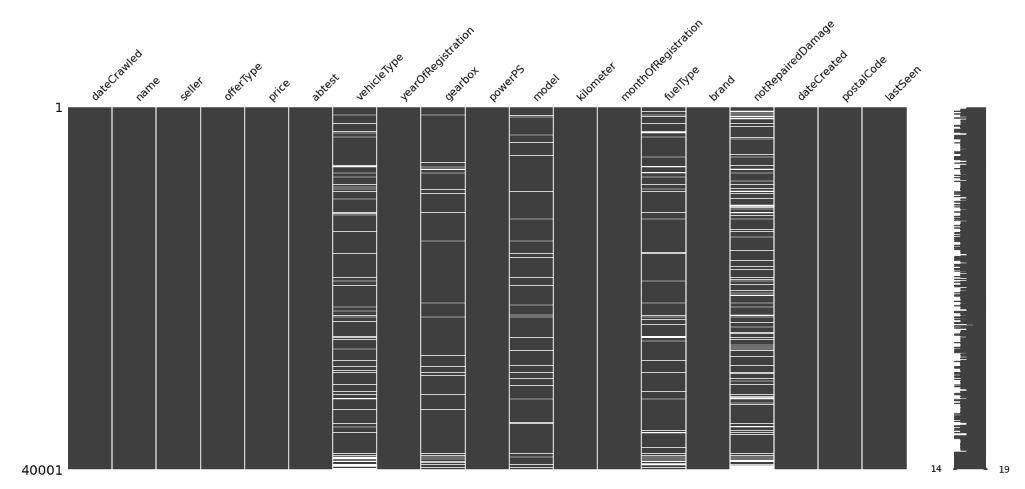 dateCrawled
name
seller
offerType
price
abtest
vehicleType
yearOfRegistration
gearbox
powerPS
model
kilometer
monthOfRegistration
fuelType
brand
notRepairedDamage
dateCreated
postalCode
lastSeen
1
40001
14
19